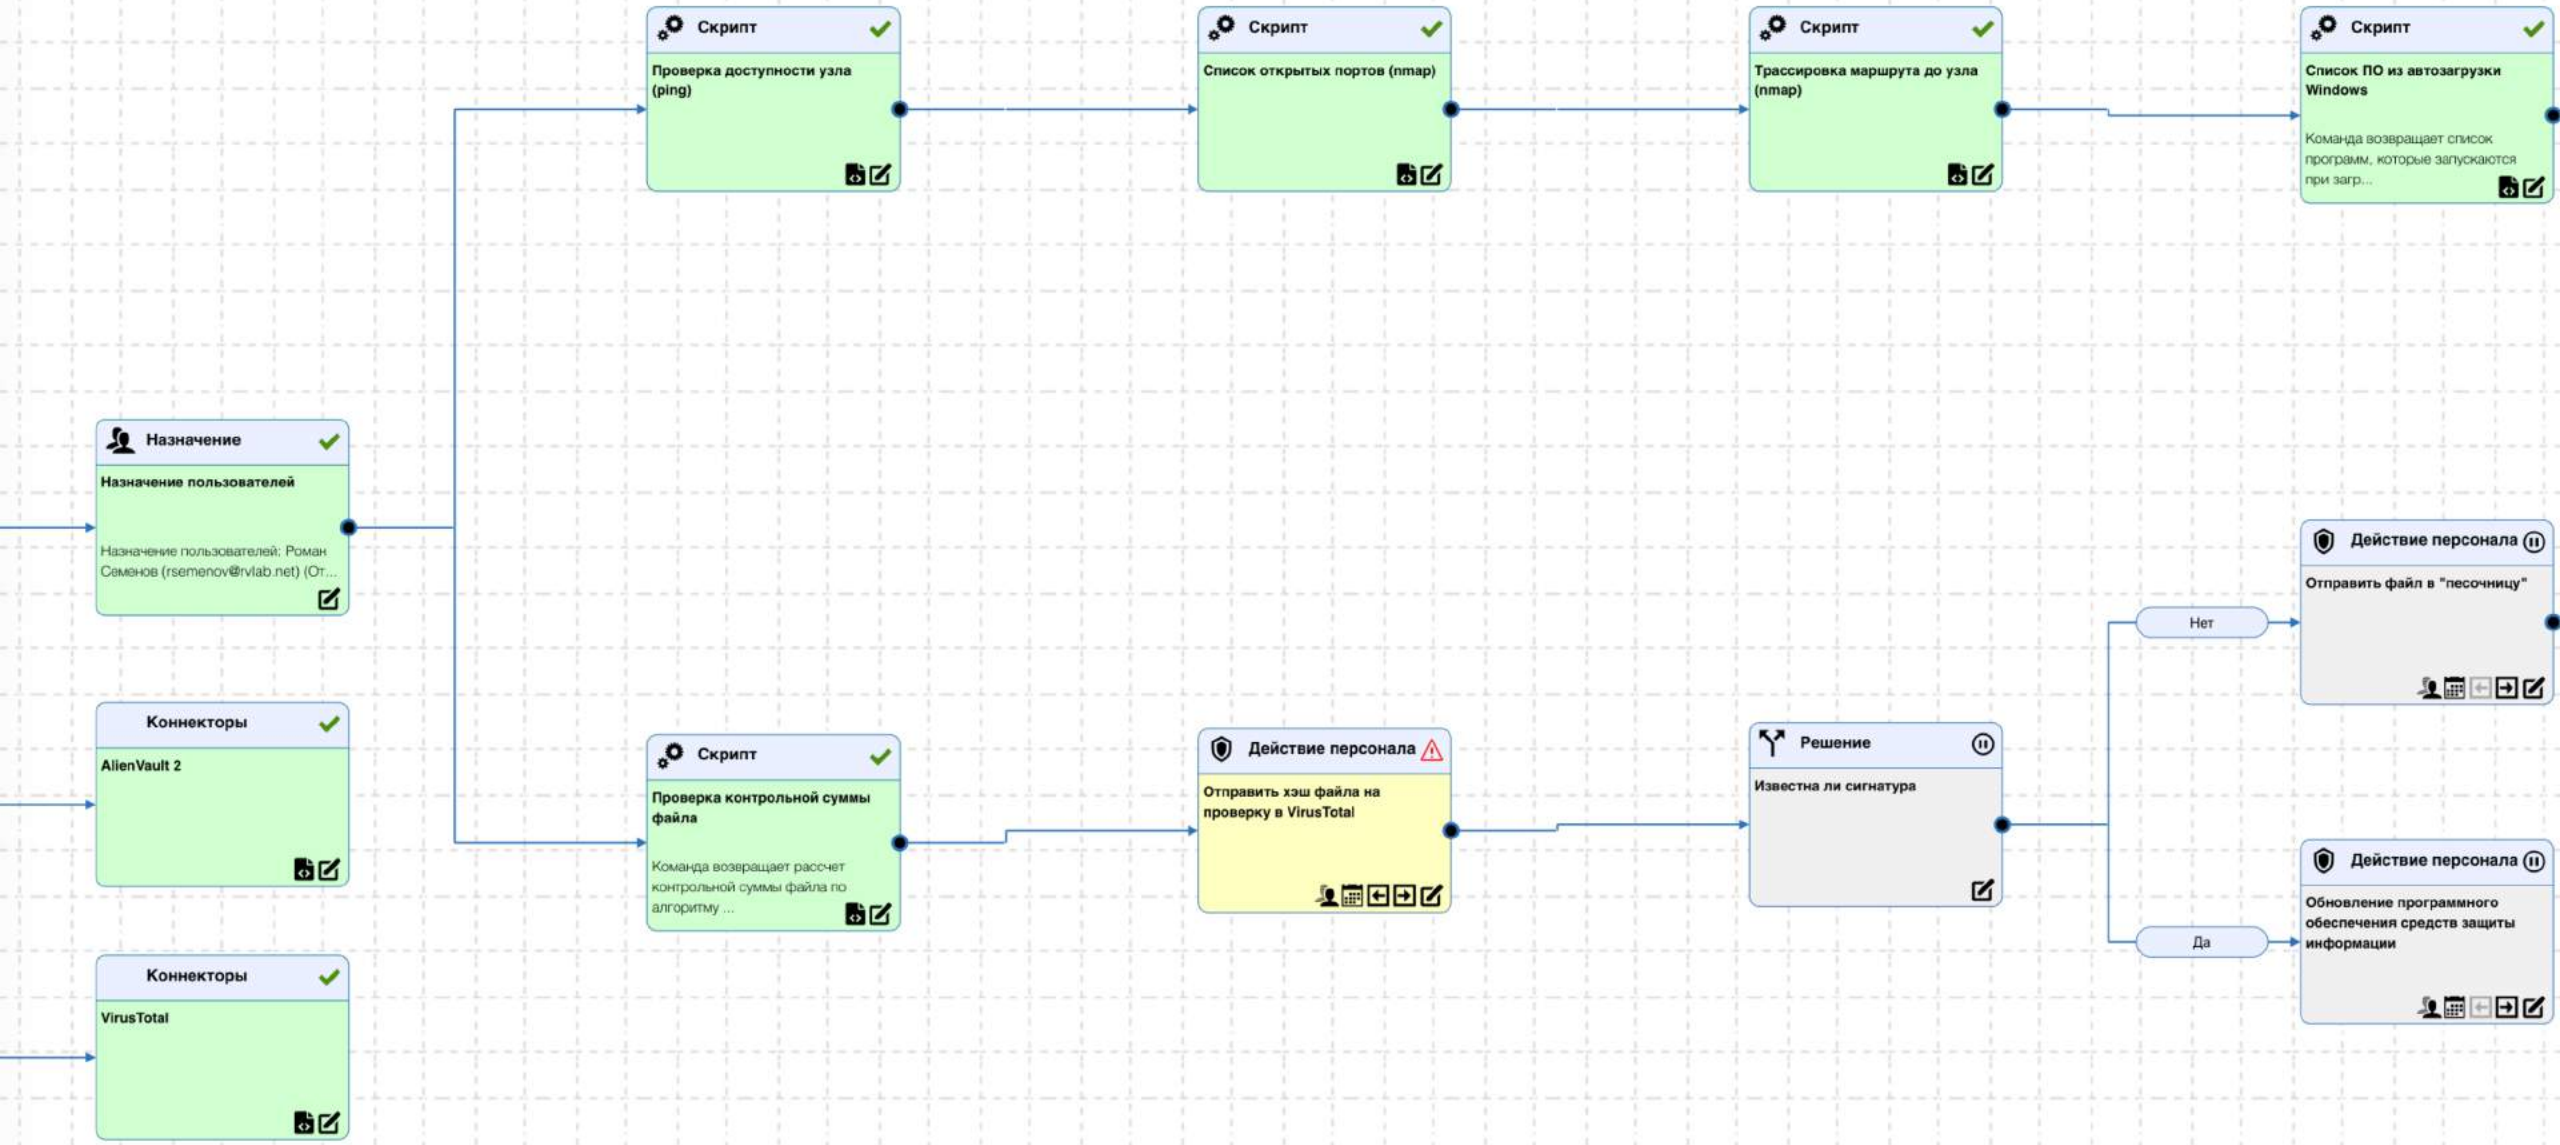 Скрипт
Проверка доступности узла
(ping)
Скрипт
Список открытых портов (nmap)
Скрипт
Трассировка маршрута до узла
(nmap)
Скрипт
Список ПО из автозагрузки
Windows
Команда возвращает список
программ, которые запускаются
при загр...
Назначение
Назначение пользователей
Назначение пользователей: Роман
Семенов (rsemenov@rvlab.net) (От...
Коннекторы
AlienVault 2
Коннекторы
VirusTotal
Скрипт
Проверка контрольной суммы
файла
Команда возвращает рассчет
контрольной суммы файла по
алгоритму ...
Действие персонала
Отправить хэш файла на
проверку в VirusTotal
Решение
Известна ли сигнатура
Нет
Да
Действие персонала
Отправить файл в "песочницу"
Действие персонала
Обновление программного
обеспечения средств защиты
информации